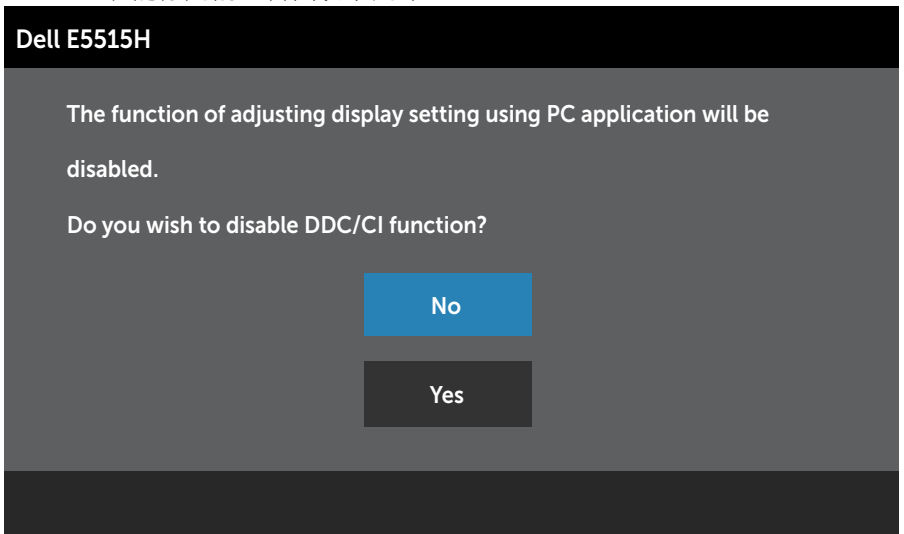 Dell E5515H
The function of adjusting display setting using PC application will be
disabled.
Do you wish to disable DDC/CI function?
No
Yes